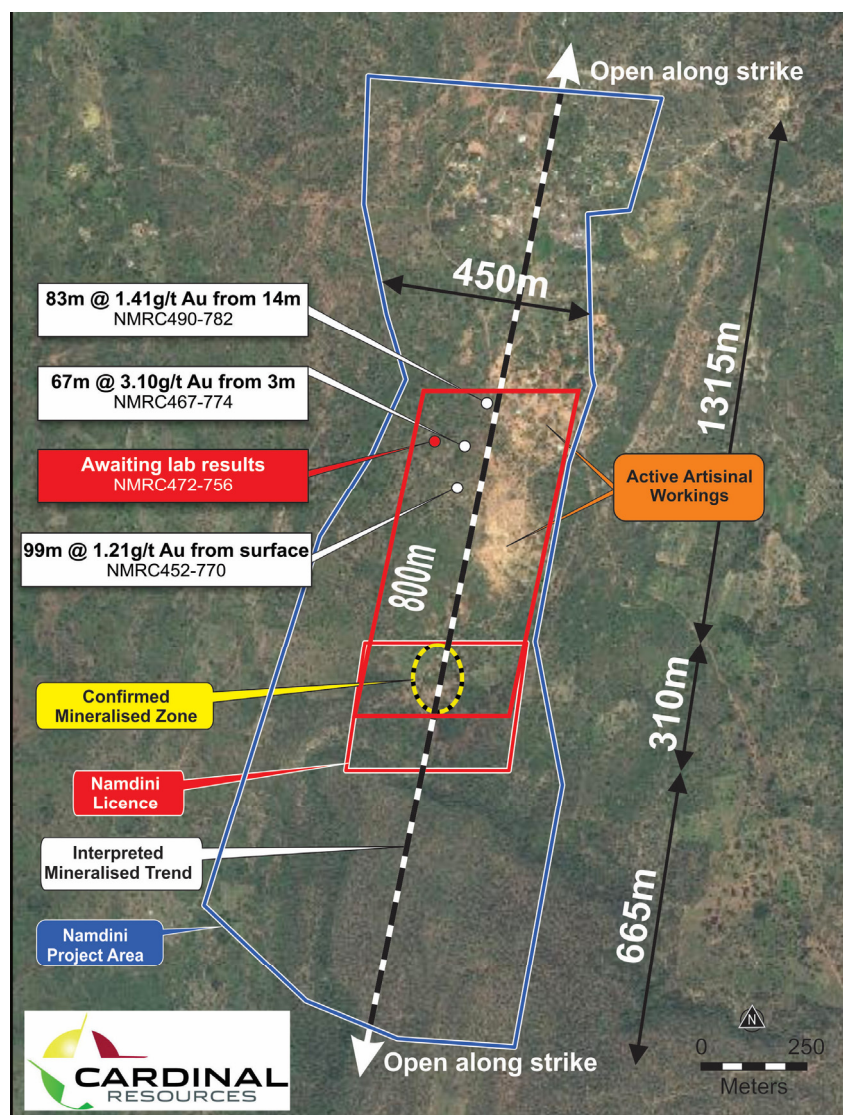 Open along strike
450m
1315m
83m @ 1.41g/t Au from 14m
NMRC490-782
67m @ 3.10g/t Au from 3m
NMRC467-774
Awaiting lab results
NMRC472-756
Active Artisinal
Workings
99m @ 1.21g/t Au from surface
NMRC452-770
800m
Confirmed
Mineralised Zone
310m
Namdini
Licence
Interpreted
Mineralised Trend
665m
Namdini
Project Area
N
0 250
Meters
Open along strike
CARDINAL
RESOURCES